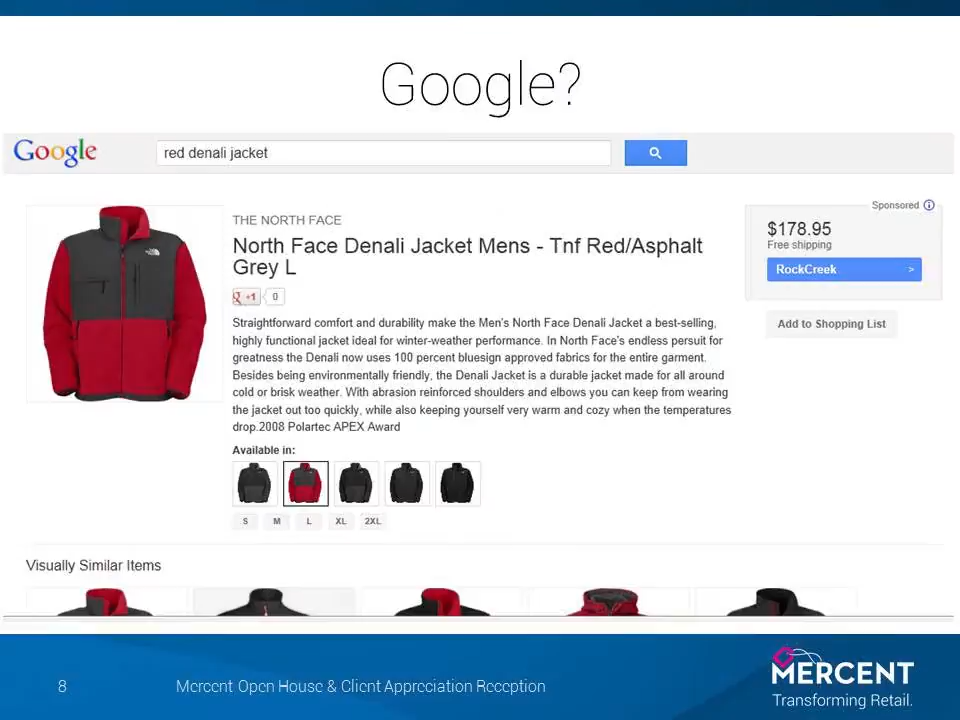 Google?
Google
red denali jacket
Sponsored
THE NORTH FACE
North Face Denali Jacket Mens - Tnf Red/Asphalt
Grey L
+1 0
$178.95
Free shipping
RockCreek >
Add to Shopping List
Straightforward comfort and durability make the Men's North Face Denali Jacket a best-selling,
highly functional jacket ideal for winter-weather performance. In North Face's endless persuit for
greatness the Denali now uses 100 percent bluesign approved fabrics for the entire garment.
Besides being environmentally friendly, the Denali Jacket is a durable jacket made for all around
cold or brisk weather. With abrasion reinforced shoulders and elbows you can keep from wearing
the jacket out too quickly, while also keeping yourself very warm and cozy when the temperatures
drop.2008 Polartec APEX Award
Available in:
S M L XL 2XL
Visually Similar Items
8
Mercent Open House & Client Appreciation Reception
MERCENT
Transforming Retail.